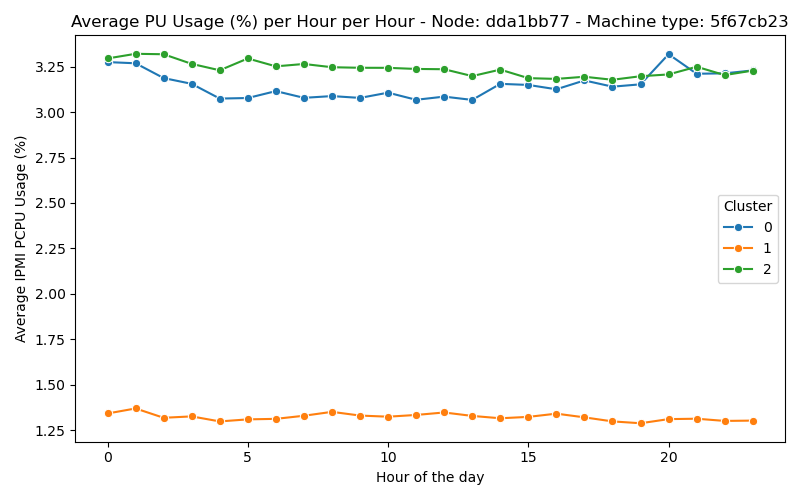 Average PU Usage (%) per Hour per Hour - Node: dda1bb77 - Machine type: 5f67cb23
Average IPMI PCPU Usage (%)
3.25
3.00
2.75
2.50
2.25
2.00
1.75
1.50
1.25
Cluster
0
1
2
0 5 10 15 20
Hour of the day